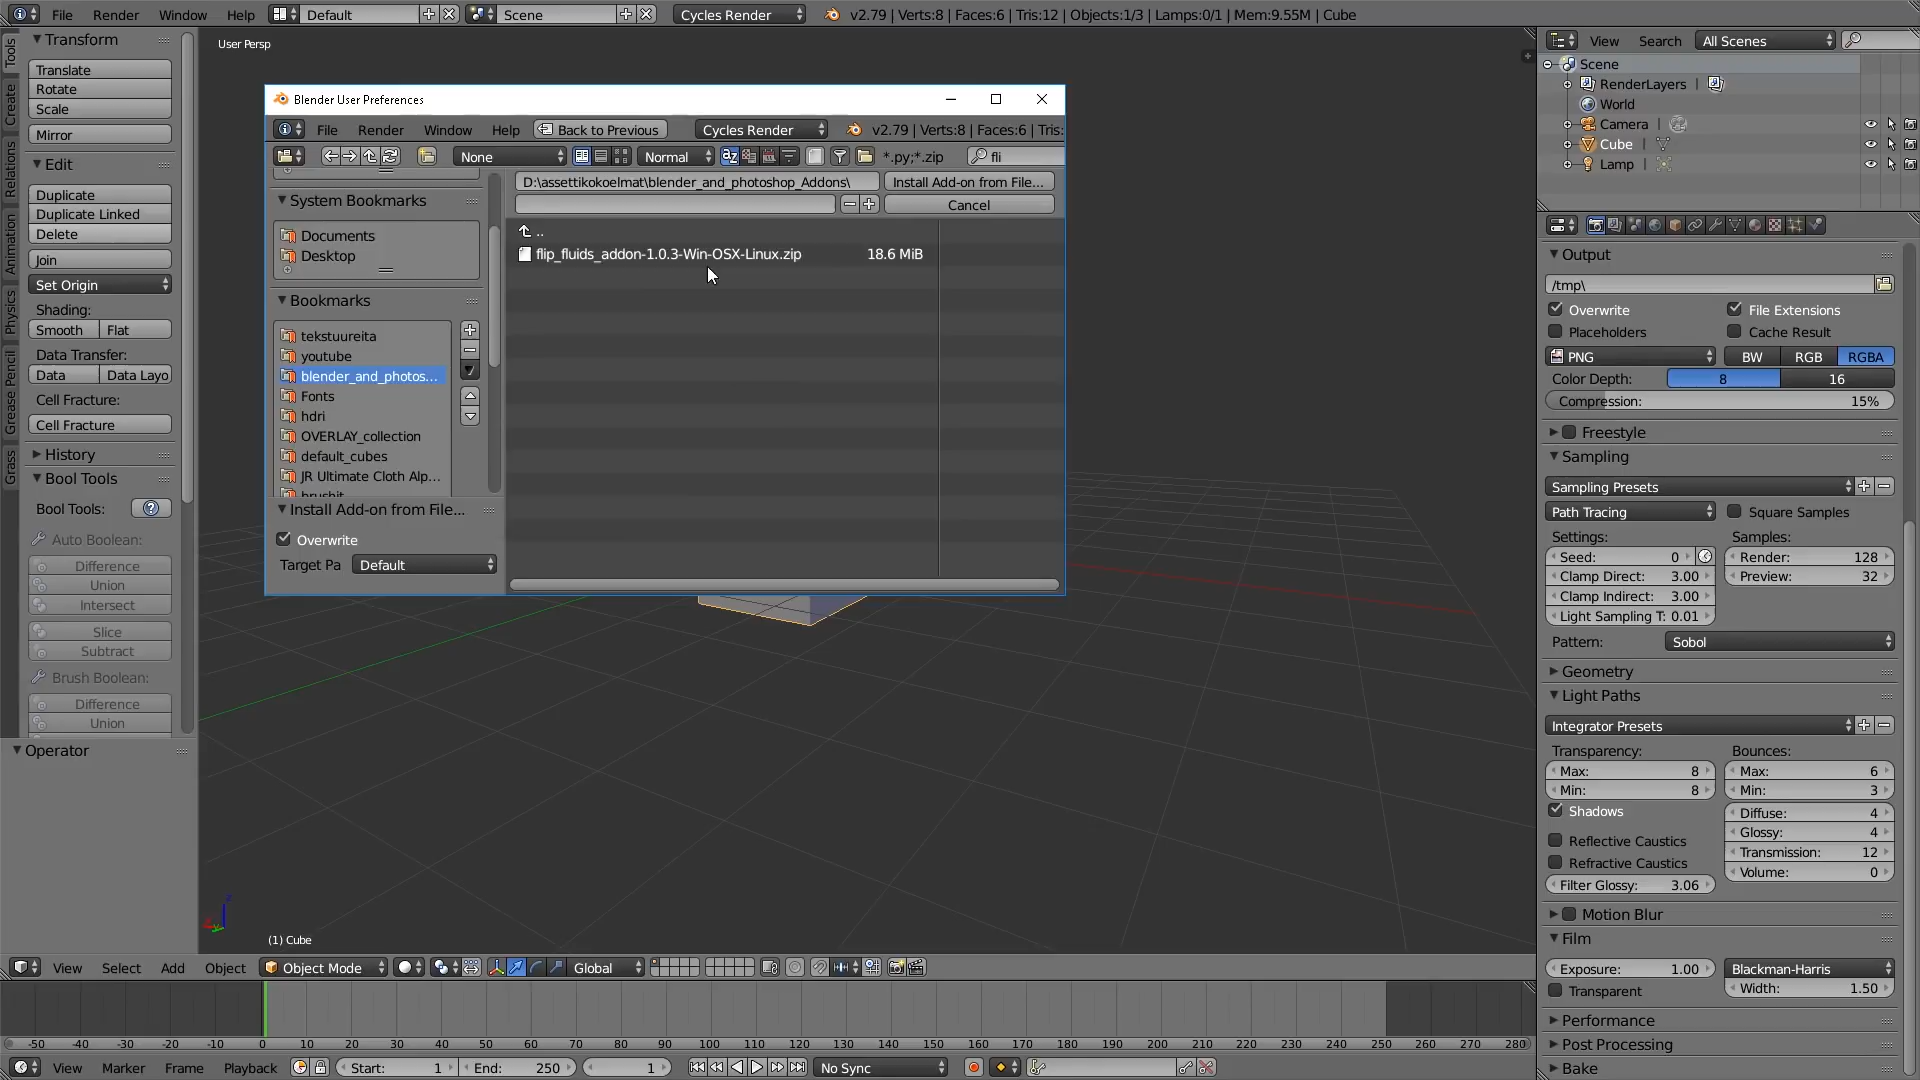 File Render Window Help Default Scene Cycles Render v2.79 | Verts:8 | Faces:6 | Tris:12 | Objects:1/3 | Lamps:0/1 | Mem:9.55M | Cube
Tools
Create
Relations
Animation
Physics
Grease Pencil
Grass
Transform
Translate
Rotate
Scale
Mirror
Edit
Duplicate
Duplicate Linked
Delete
Join
Set Origin
Shading:
Smooth Flat
Data Transfer:
Data Data Layo
Cell Fracture:
Cell Fracture
History
Bool Tools
Bool Tools:
Auto Boolean:
Difference
Union
Intersect
Slice
Subtract
Brush Boolean:
Difference
Union
Operator
User Persp
Blender User Preferences
File Render Window Help Back to Previous Cycles Render v2.79 | Verts:8 | Faces:6 | Tris:
None Normal *.py;*.zip fli
System Bookmarks
Documents
Desktop
Bookmarks
tekstuureita
youtube
blender_and_photos...
Fonts
hdri
OVERLAY_collection
default_cubes
JR Ultimate Cloth Alp...
brushit
Install Add-on from File...
Overwrite
Target Pa Default
D:\assettikokoelmat\blender_and_photoshop_Addons\ Install Add-on from File...
Cancel
..
flip_fluids_addon-1.0.3-Win-OSX-Linux.zip 18.6 MiB
(1) Cube
View Select Add Object Object Mode Global
-50 -40 -30 -20 -10 0 10 20 30 40 50 60 70 80 90 100 110 120 130 140 150 160 170 180 190 200 210 220 230 240 250 260 270 280
View Marker Frame Playback Start: 1 End: 250 1 No Sync
View Search All Scenes
Scene
RenderLayers |
World
Camera |
Cube |
Lamp |
Output
/tmp\
Overwrite File Extensions
Placeholders Cache Result
PNG BW RGB RGBA
Color Depth: 8 16
Compression: 15%
Freestyle
Sampling
Sampling Presets
Path Tracing Square Samples
Settings: Samples:
Seed: 0 Render: 128
Clamp Direct: 3.00 Preview: 32
Clamp Indirect: 3.00
Light Sampling T: 0.01
Pattern: Sobol
Geometry
Light Paths
Integrator Presets
Transparency: Bounces:
Max: 8 Max: 6
Min: 8 Min: 3
Shadows Diffuse: 4
Glossy: 4
Reflective Caustics Transmission: 12
Refractive Caustics Volume: 0
Filter Glossy: 3.06
Motion Blur
Film
Exposure: 1.00 Blackman-Harris
Transparent Width: 1.50
Performance
Post Processing
Bake